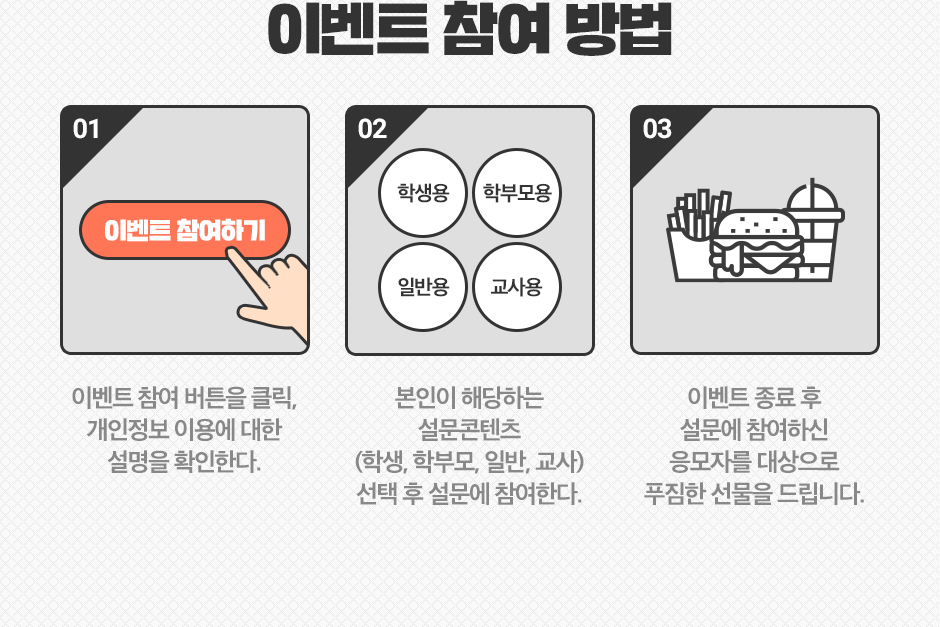 이벤트 참여 방법
01
이벤트 참여하기
이벤트 참여 버튼을 클릭,
개인정보 이용에 대한
설명을 확인한다.
02
학생용
학부모용
일반용
교사용
본인이 해당하는
설문콘텐츠
(학생, 학부모, 일반, 교사)
선택 후 설문에 참여한다.
03
이벤트 종료 후
설문에 참여하신
응모자를 대상으로
푸짐한 선물을 드립니다.